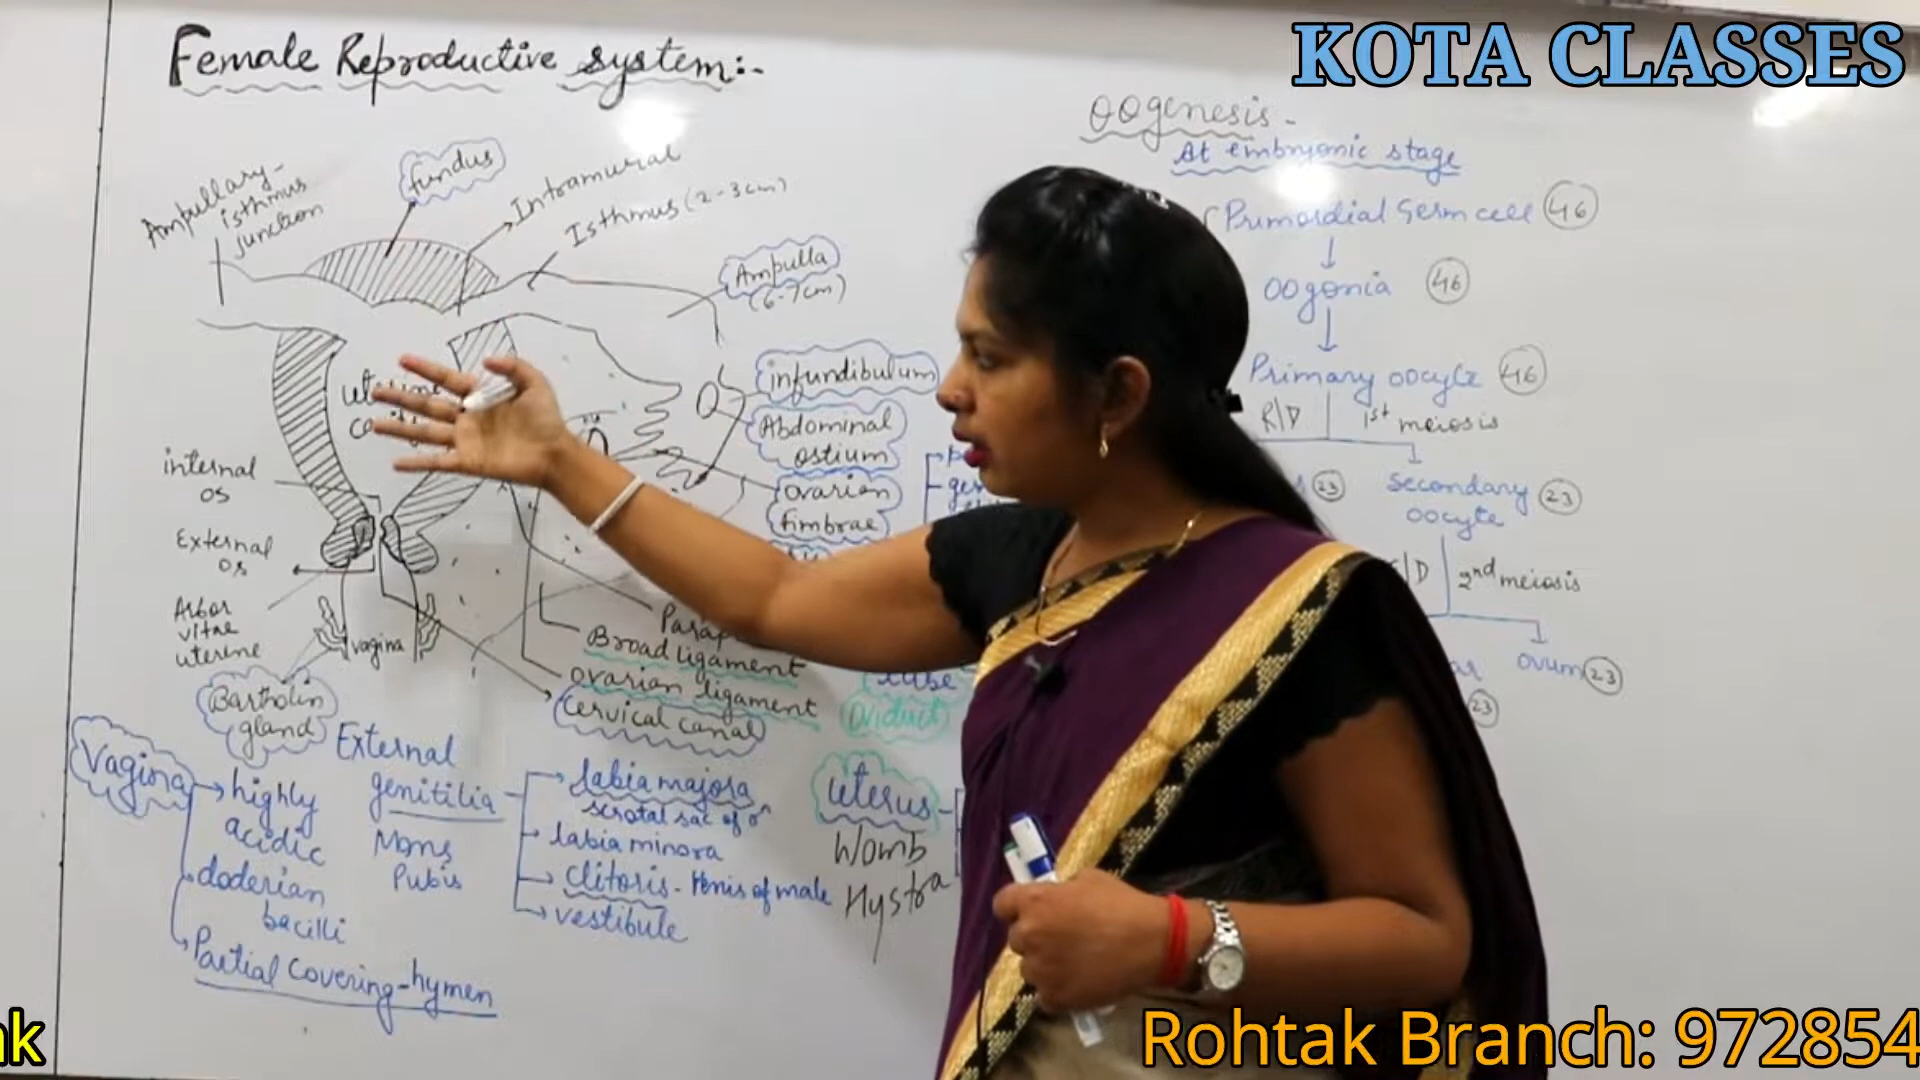 KOTA CLASSES
Female Reproductive system:-
Ampullary-
isthmus
junction
fundus
Intramural
Isthmus (2-3cm)
Ampulla
(6-7cm)
infundibulum
Abdominal
ostium
ovarian
fimbrae
uterine
internal
os
External
os
Arbor
vitae
uterine
vagina
Bartholin
gland
Broad ligament
ovarian ligament
Cervical canal
oviduct
Vagina
highly
acidic
doderian
bacilli
Partial Covering-hymen
External
genitilia
Mons
Pubis
labia majora
scrotal sac of ♂
labia minora
clitoris - Penis of male
vestibule
uterus
Womb
Hystra
oogenesis -
At embryonic stage
Primordial Germ cell 46
oogonia 46
Primary oocyte 46
R/D 1st meiosis
23
Secondary 23
oocyte
2nd meiosis
ovum 23
23
Rohtak Branch: 972854